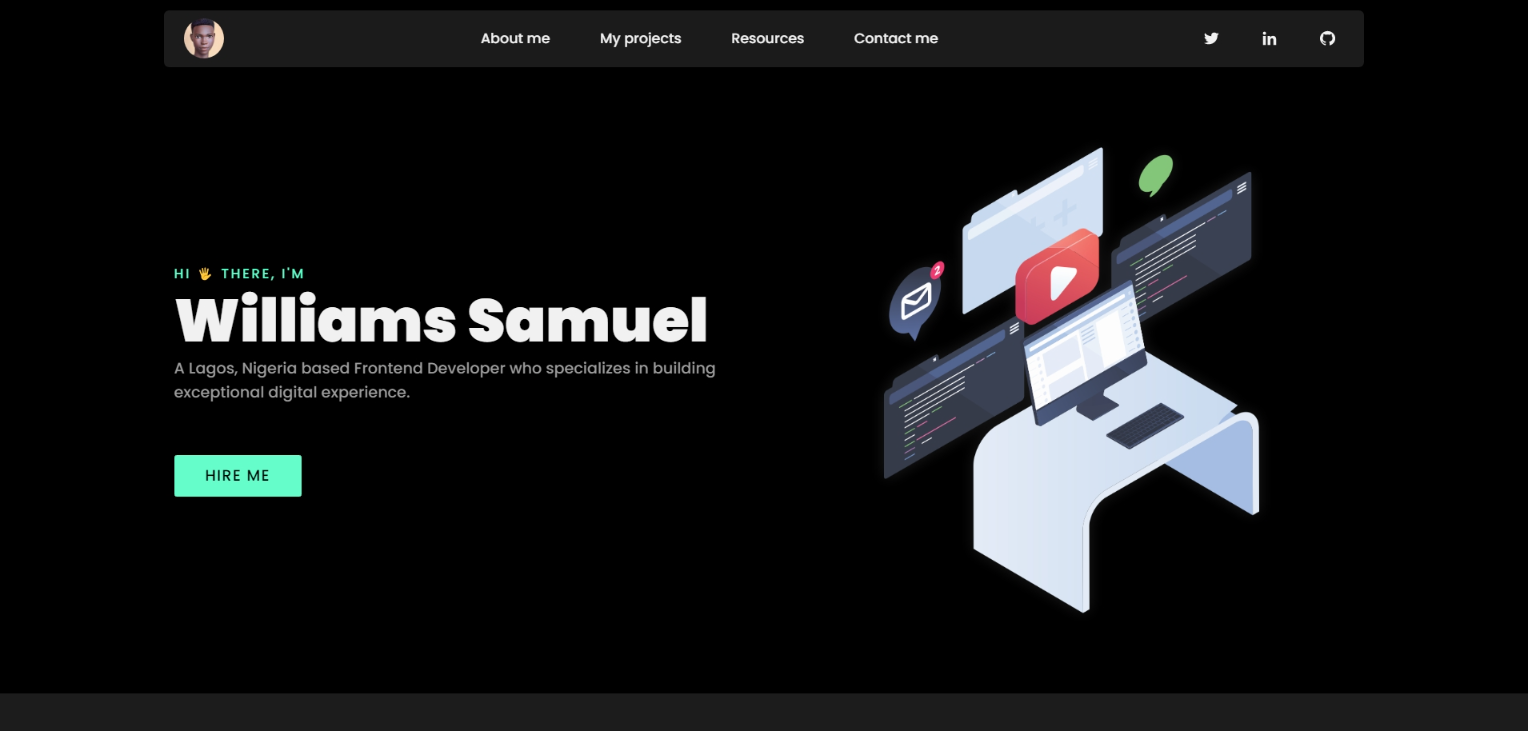 About me
My projects
Resources
Contact me
in
HI 🖐 THERE, I'M
Williams Samuel
A Lagos, Nigeria based Frontend Developer who specializes in building
exceptional digital experience.
HIRE ME
2